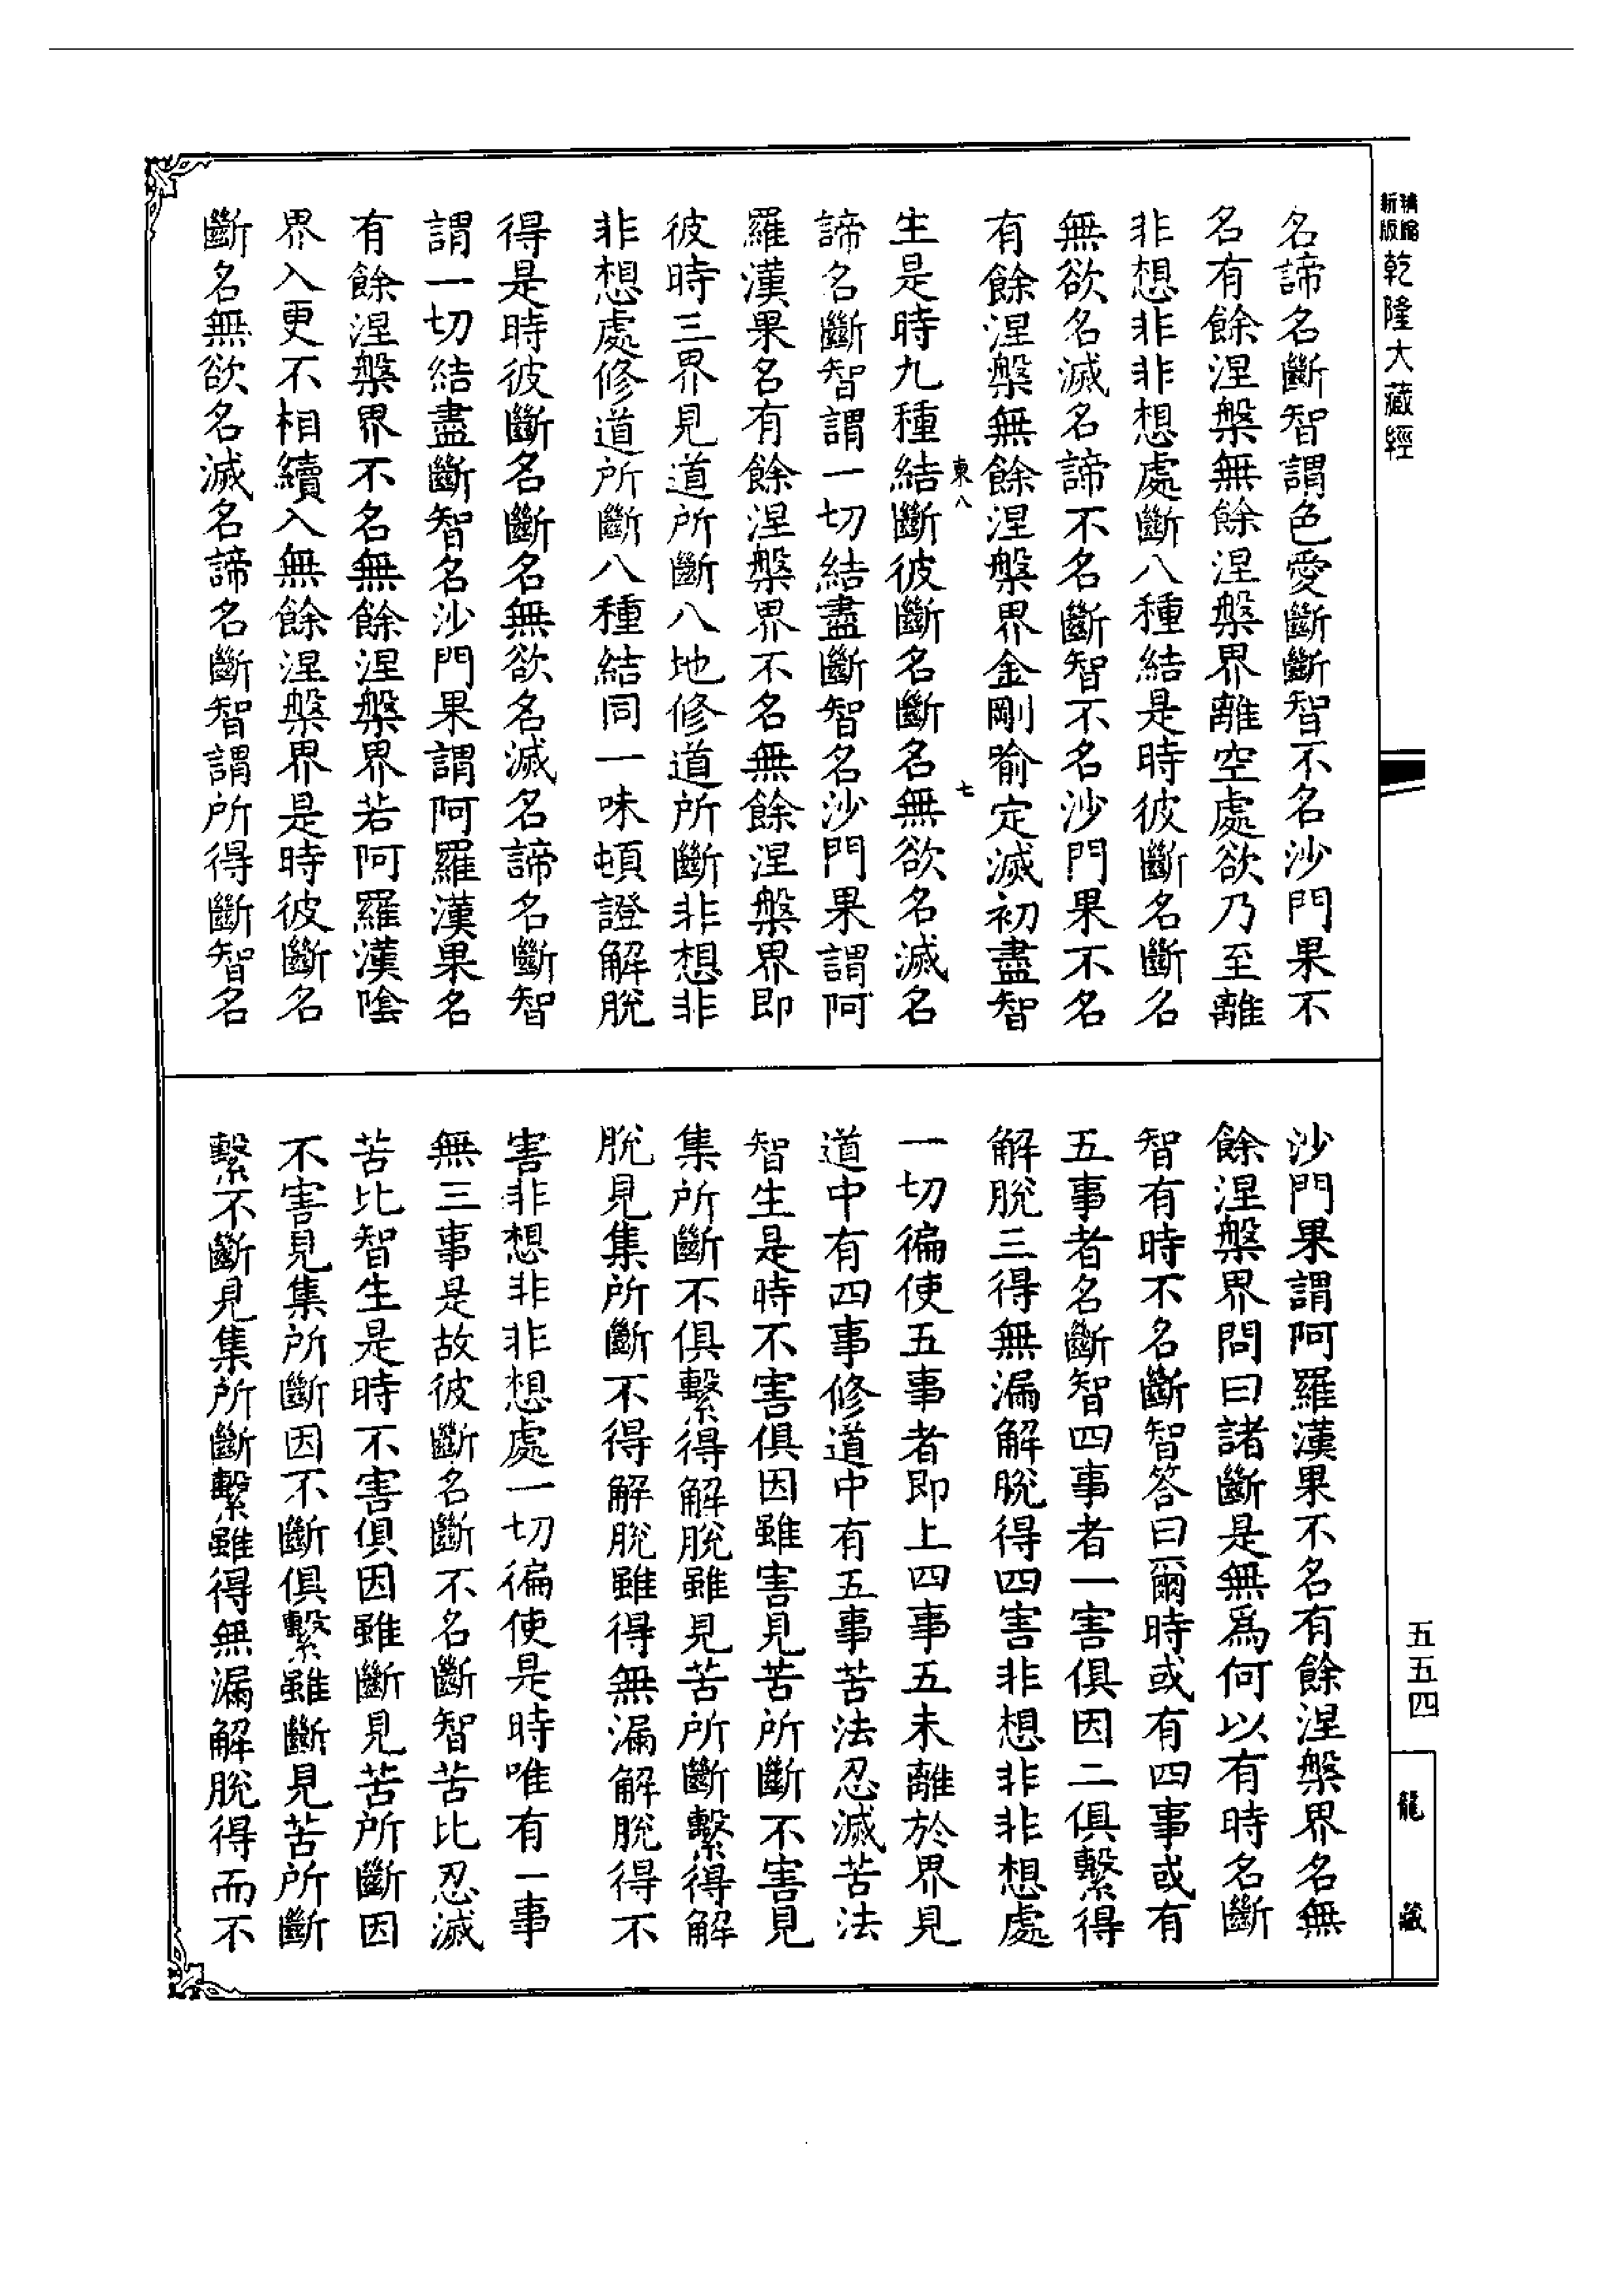 新版精縮
乾隆大藏經
名諦名斷智謂色愛斷斷智不名沙門果不
名有餘涅槃無餘涅槃界離空處欲乃至離
非想非非想處斷八種結是時彼斷名斷名
無欲名滅名諦不名斷智不名沙門果不名
有餘涅槃無餘涅槃界金剛喻定滅初盡智
東八
七
生是時九種結斷彼斷名斷名無欲名滅名
諦名斷智謂一切結盡斷智名沙門果謂阿
羅漢果名有餘涅槃界不名無餘涅槃界即
彼時三界見道所斷八地修道所斷非想非
非想處修道所斷八種結同一味頓證解脫
得是時彼斷名斷名無欲名滅名諦名斷智
謂一切結盡斷智名沙門果謂阿羅漢果名
有餘涅槃界不名無餘涅槃界若阿羅漢陰
界入更不相續入無餘涅槃界是時彼斷名
斷名無欲名滅名諦名斷智謂所得斷智名
沙門果謂阿羅漢果不名有餘涅槃界名無
餘涅槃界問曰諸斷是無爲何以有時名斷
智有時不名斷智答曰爾時或有四事或有
五事者名斷智四事者一害俱因二俱繫得
解脫三得無漏解脫得四害非想非非想處
一切徧使五事者即上四事五未離於界見
道中有四事修道中有五事苦法忍滅苦法
智生是時不害俱因雖害見苦所斷不害見
集所斷不俱繫得解脫雖見苦所斷繫得解
脫見集所斷不得解脫雖得無漏解脫得不
害非想非非想處一切徧使是時唯有一事
無三事是故彼斷名斷不名斷智苦比忍滅
苦比智生是時不害俱因雖斷見苦所斷因
不害見集所斷因不斷俱繫雖斷見苦所斷
繫不斷見集所斷繫雖得無漏解脫得而不
五五四
龍藏